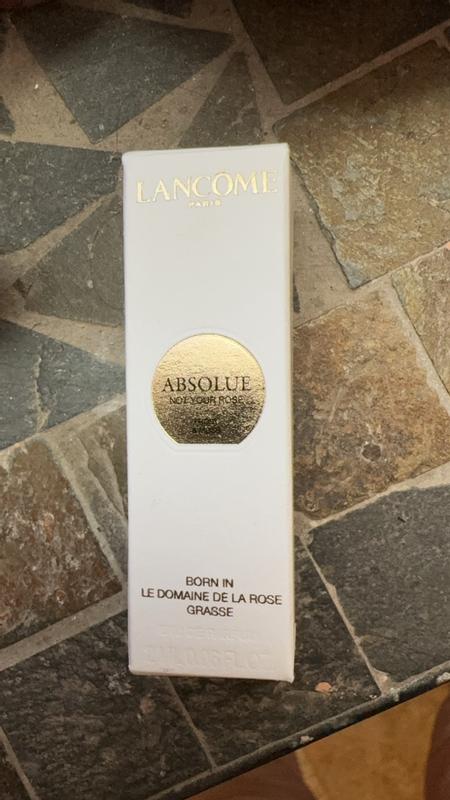 LANCÔME
PARIS
ABSOLUE
NOT YOUR ROSE
BORN IN
LE DOMAINE DE LA ROSE
GRASSE